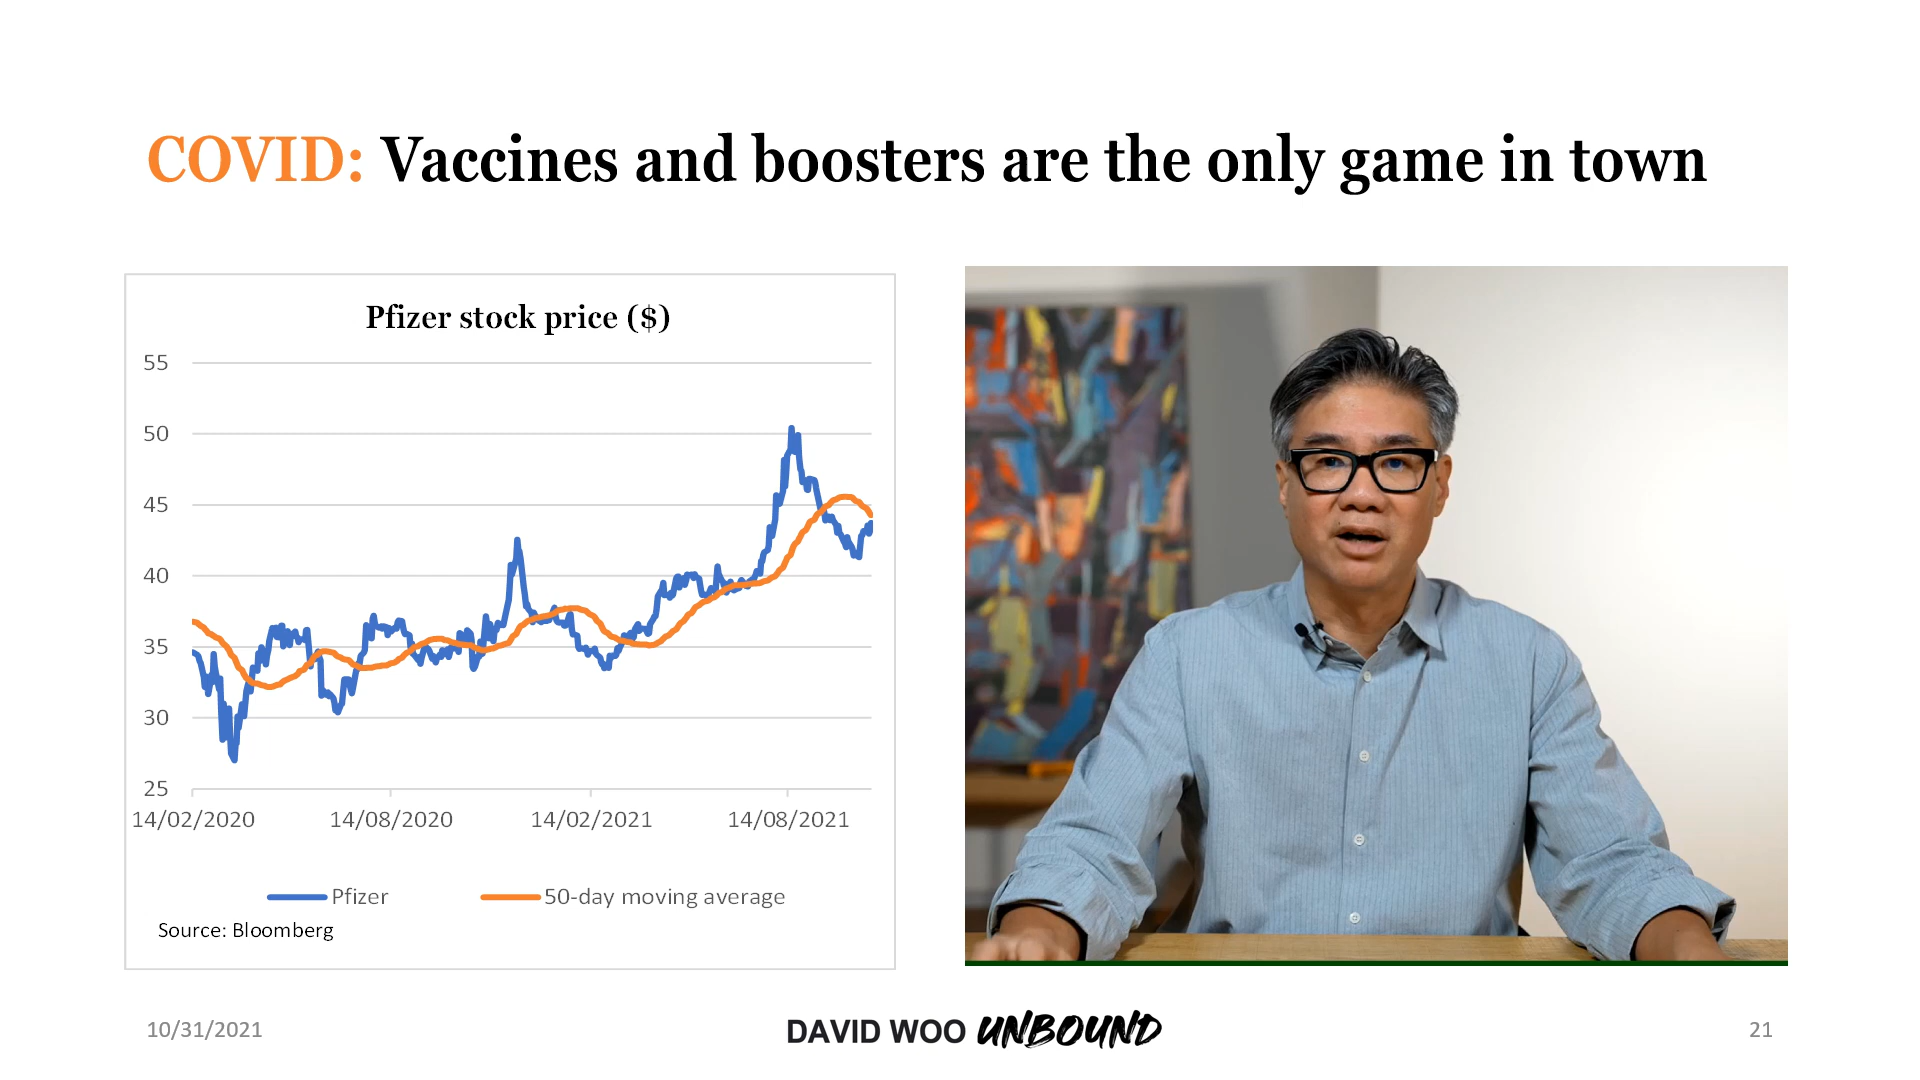 COVID: Vaccines and boosters are the only game in town
Pfizer stock price ($)
55
50
45
40
35
30
25
14/02/2020 14/08/2020 14/02/2021 14/08/2021
Pfizer 50-day moving average
Source: Bloomberg
10/31/2021
DAVID WOO UNBOUND
21